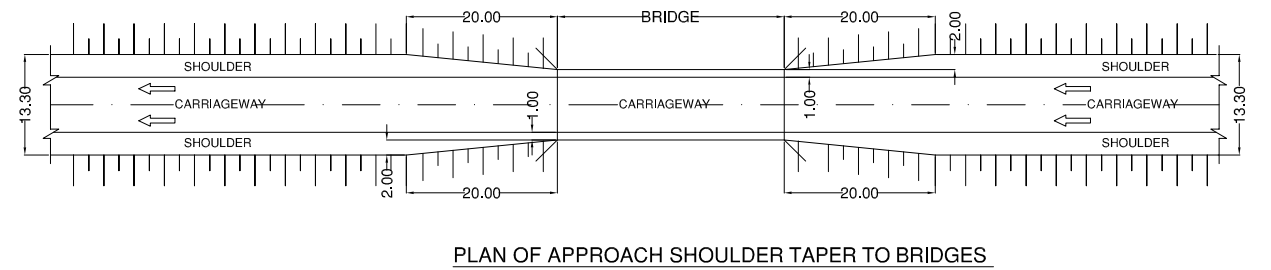 20.00 BRIDGE 20.00
2.00
SHOULDER SHOULDER
13.30 CARRIAGEWAY 1.00 CARRIAGEWAY 1.00 CARRIAGEWAY 13.30
SHOULDER SHOULDER
2.00
20.00 20.00
PLAN OF APPROACH SHOULDER TAPER TO BRIDGES